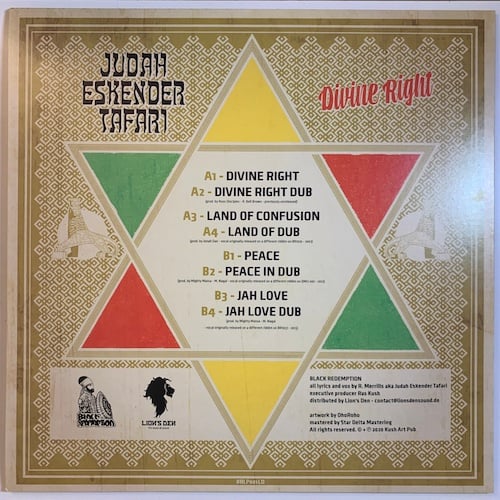 JUDAH
ESKENDER
TAFARI
Divine Right
A1 - DIVINE RIGHT
A2 - DIVINE RIGHT DUB
A3 - LAND OF CONFUSION
A4 - LAND OF DUB
B1 - PEACE
B2 - PEACE IN DUB
B3 - JAH LOVE
B4 - JAH LOVE DUB
BLACK REDEMPTION
all lyrics and vox by R. Merrills aka Judah Eskender Tafari
executive producer Ras Kush
distributed by Lion's Den - contact@lionsdensound.de
artwork by OhoRoho
mastered by Star Delta Mastering
All rights reserved. © + ℗ 2020 Kush Art Pub
BLACK
REDEMPTION
LION'S DEN